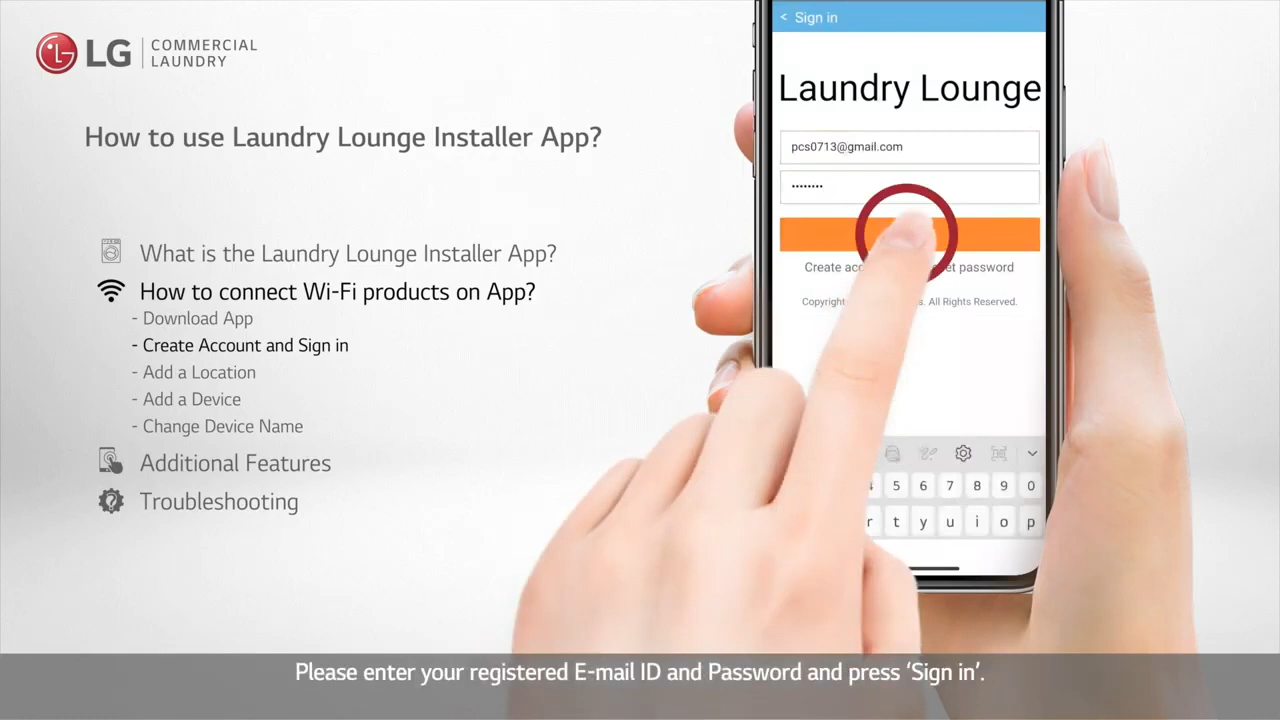 LG
COMMERCIAL
LAUNDRY
How to use Laundry Lounge Installer App?
What is the Laundry Lounge Installer App?
How to connect Wi-Fi products on App?
- Download App
- Create Account and Sign in
- Add a Location
- Add a Device
- Change Device Name
Additional Features
Troubleshooting
< Sign in
Laundry Lounge
pcs0713@gmail.com
••••••••
Create password
Copyright All Rights Reserved.
5 6 7 8 9 0
r t y u i o p
Please enter your registered E-mail ID and Password and press ‘Sign in’.